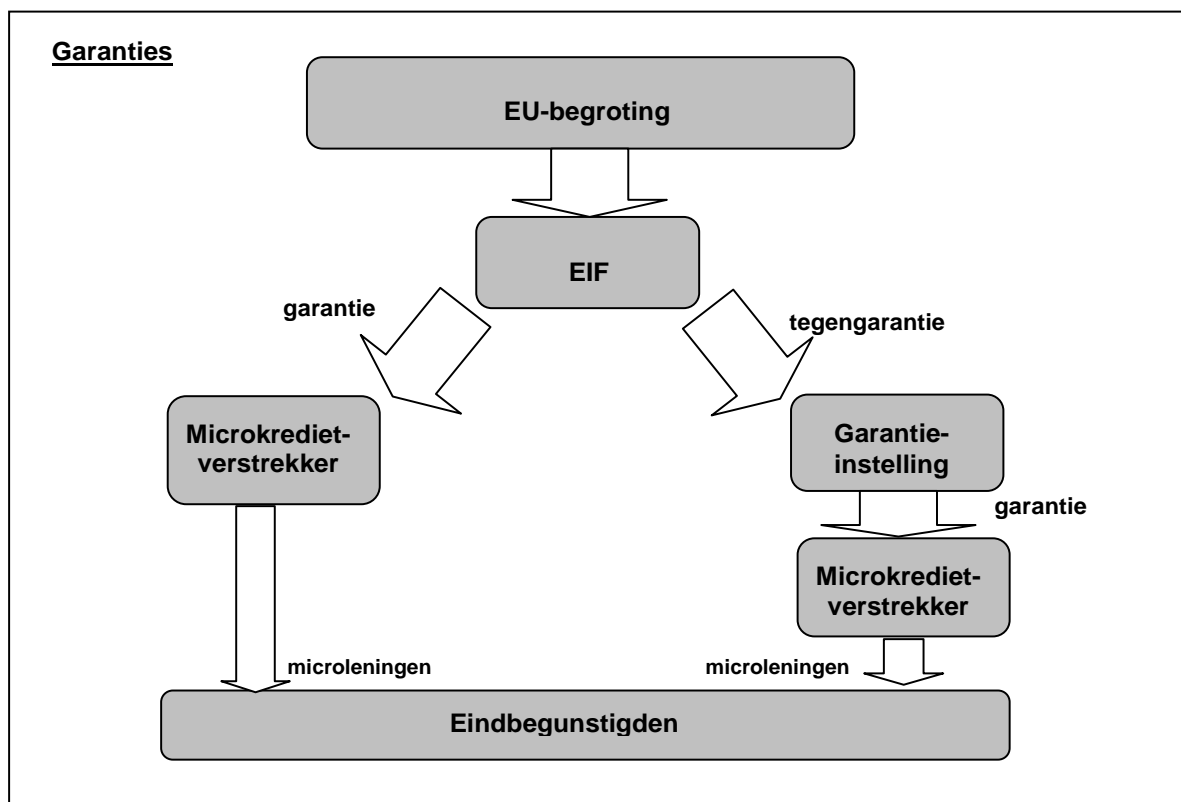 Garanties
EU-begroting
EIF
garantie
tegengarantie
Microkrediet-
verstrekker
Garantie-
instelling
garantie
Microkrediet-
verstrekker
microleningen
microleningen
Eindbegunstigden